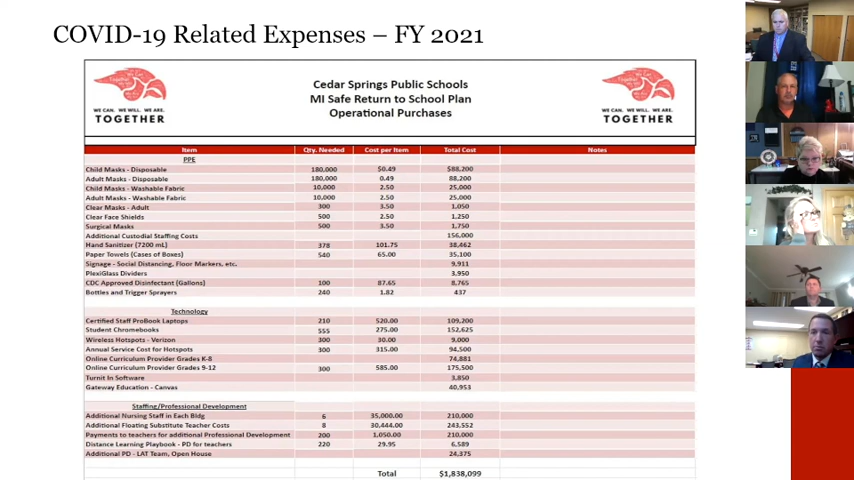 COVID-19 Related Expenses – FY 2021
WE CAN. WE WILL. WE ARE.
TOGETHER
Cedar Springs Public Schools
MI Safe Return to School Plan
Operational Purchases
WE CAN. WE WILL. WE ARE.
TOGETHER
Item Qty. Needed Cost per Item Total Cost Notes
PPE
Child Masks - Disposable 180,000 $0.49 $88,200
Adult Masks - Disposable 180,000 0.49 88,200
Child Masks - Washable Fabric 10,000 2.50 25,000
Adult Masks - Washable Fabric 10,000 2.50 25,000
Clear Masks - Adult 300 3.50 1,050
Clear Face Shields 500 2.50 1,250
Surgical Masks 500 3.50 1,750
Additional Custodial Staffing Costs 156,000
Hand Sanitizer (7200 mL) 378 101.75 38,462
Paper Towels (Cases of Boxes) 540 65.00 35,100
Signage - Social Distancing, Floor Markers, etc. 9,911
PlexiGlass Dividers 3,950
CDC Approved Disinfectant (Gallons) 100 87.65 8,765
Bottles and Trigger Sprayers 240 1.82 437
Technology
Certified Staff ProBook Laptops 210 520.00 109,200
Student Chromebooks 555 275.00 152,625
Wireless Hotspots - Verizon 300 30.00 9,000
Annual Service Cost for Hotspots 300 315.00 94,500
Online Curriculum Provider Grades K-8 74,881
Online Curriculum Provider Grades 9-12 300 585.00 175,500
Turnit In Software 3,850
Gateway Education - Canvas 40,953
Staffing/Professional Development
Additional Nursing Staff in Each Bldg 6 35,000.00 210,000
Additional Floating Substitute Teacher Costs 8 30,444.00 243,552
Payments to teachers for additional Professional Development 200 1,050.00 210,000
Distance Learning Playbook - PD for teachers 220 29.95 6,589
Additional PD - LAT Team, Open House 24,375
Total $1,838,099